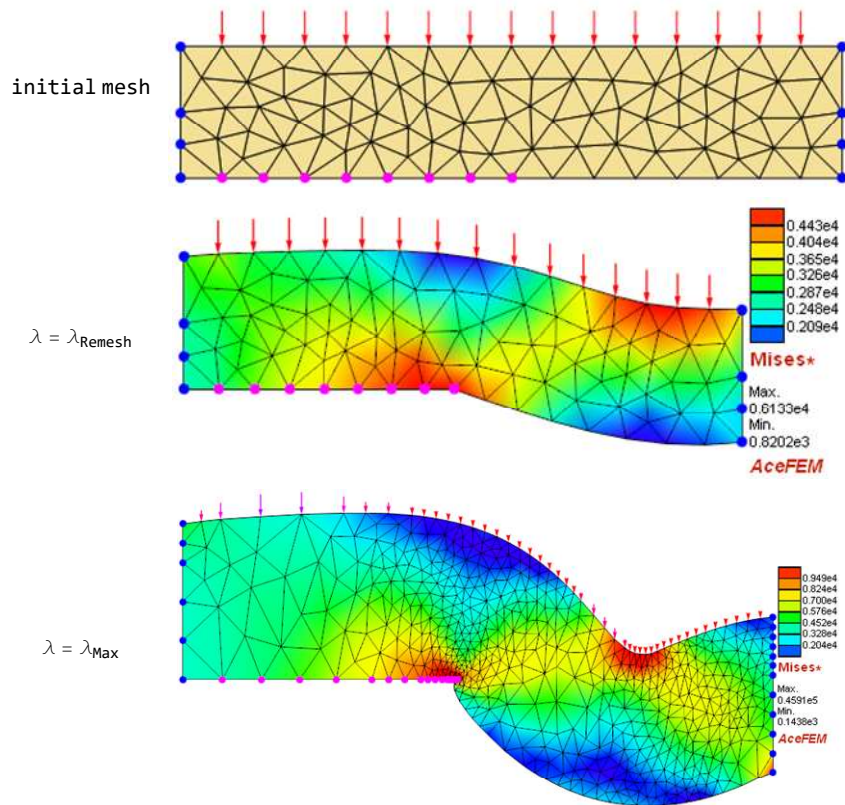 initial mesh
λ = λRemesh
0.443e4
0.404e4
0.365e4
0.326e4
0.287e4
0.248e4
0.209e4
Mises*
Max.
0.6133e4
Min.
0.8202e3
AceFEM
λ = λMax
0.949e4
0.824e4
0.700e4
0.576e4
0.452e4
0.328e4
0.204e4
Mises*
Max.
0.4591e5
Min.
0.1438e3
AceFEM